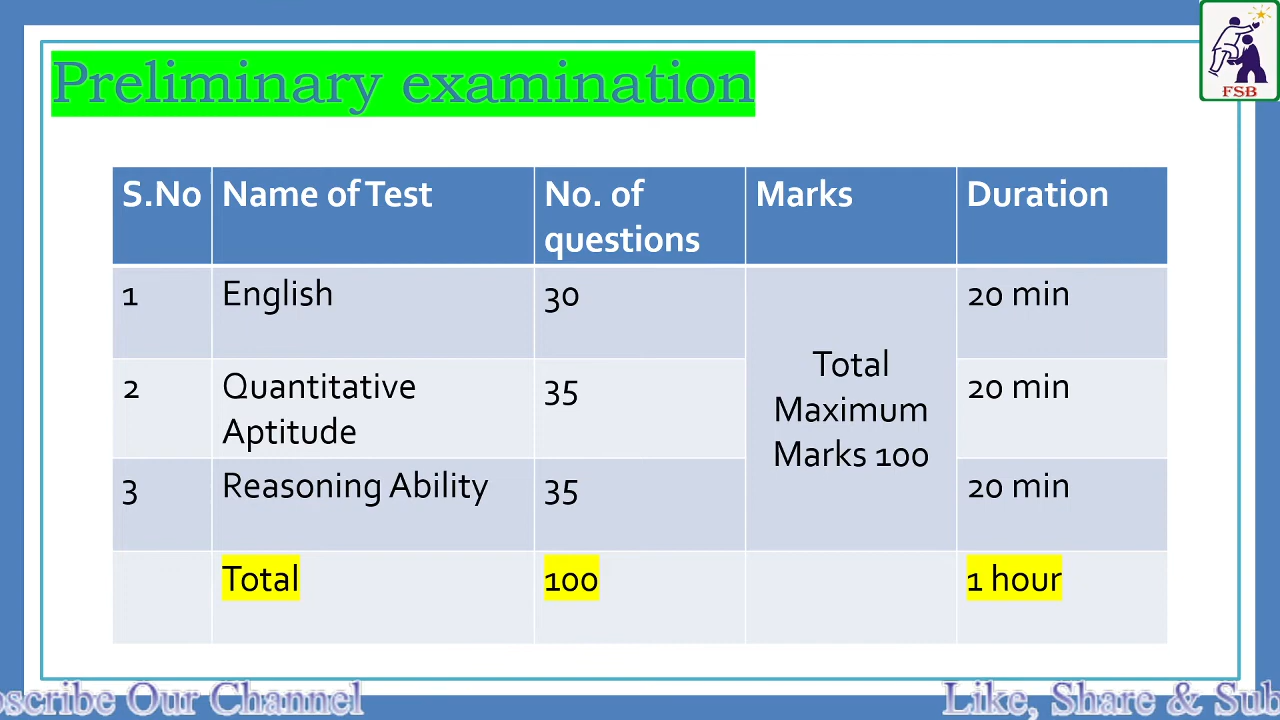 Preliminary examination
FSB
S.No Name of Test No. of questions Marks Duration
1 English 30 20 min
2 Quantitative Aptitude 35 20 min
3 Reasoning Ability 35 20 min
Total Maximum Marks 100
Total 100 1 hour
Our Channel Like, Share &